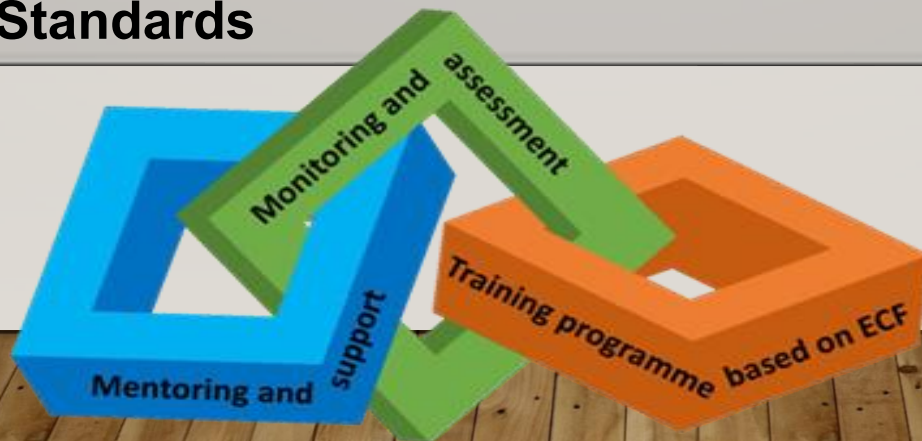 Standards
Mentoring and support
Monitoring and assessment
Training programme based on ECF